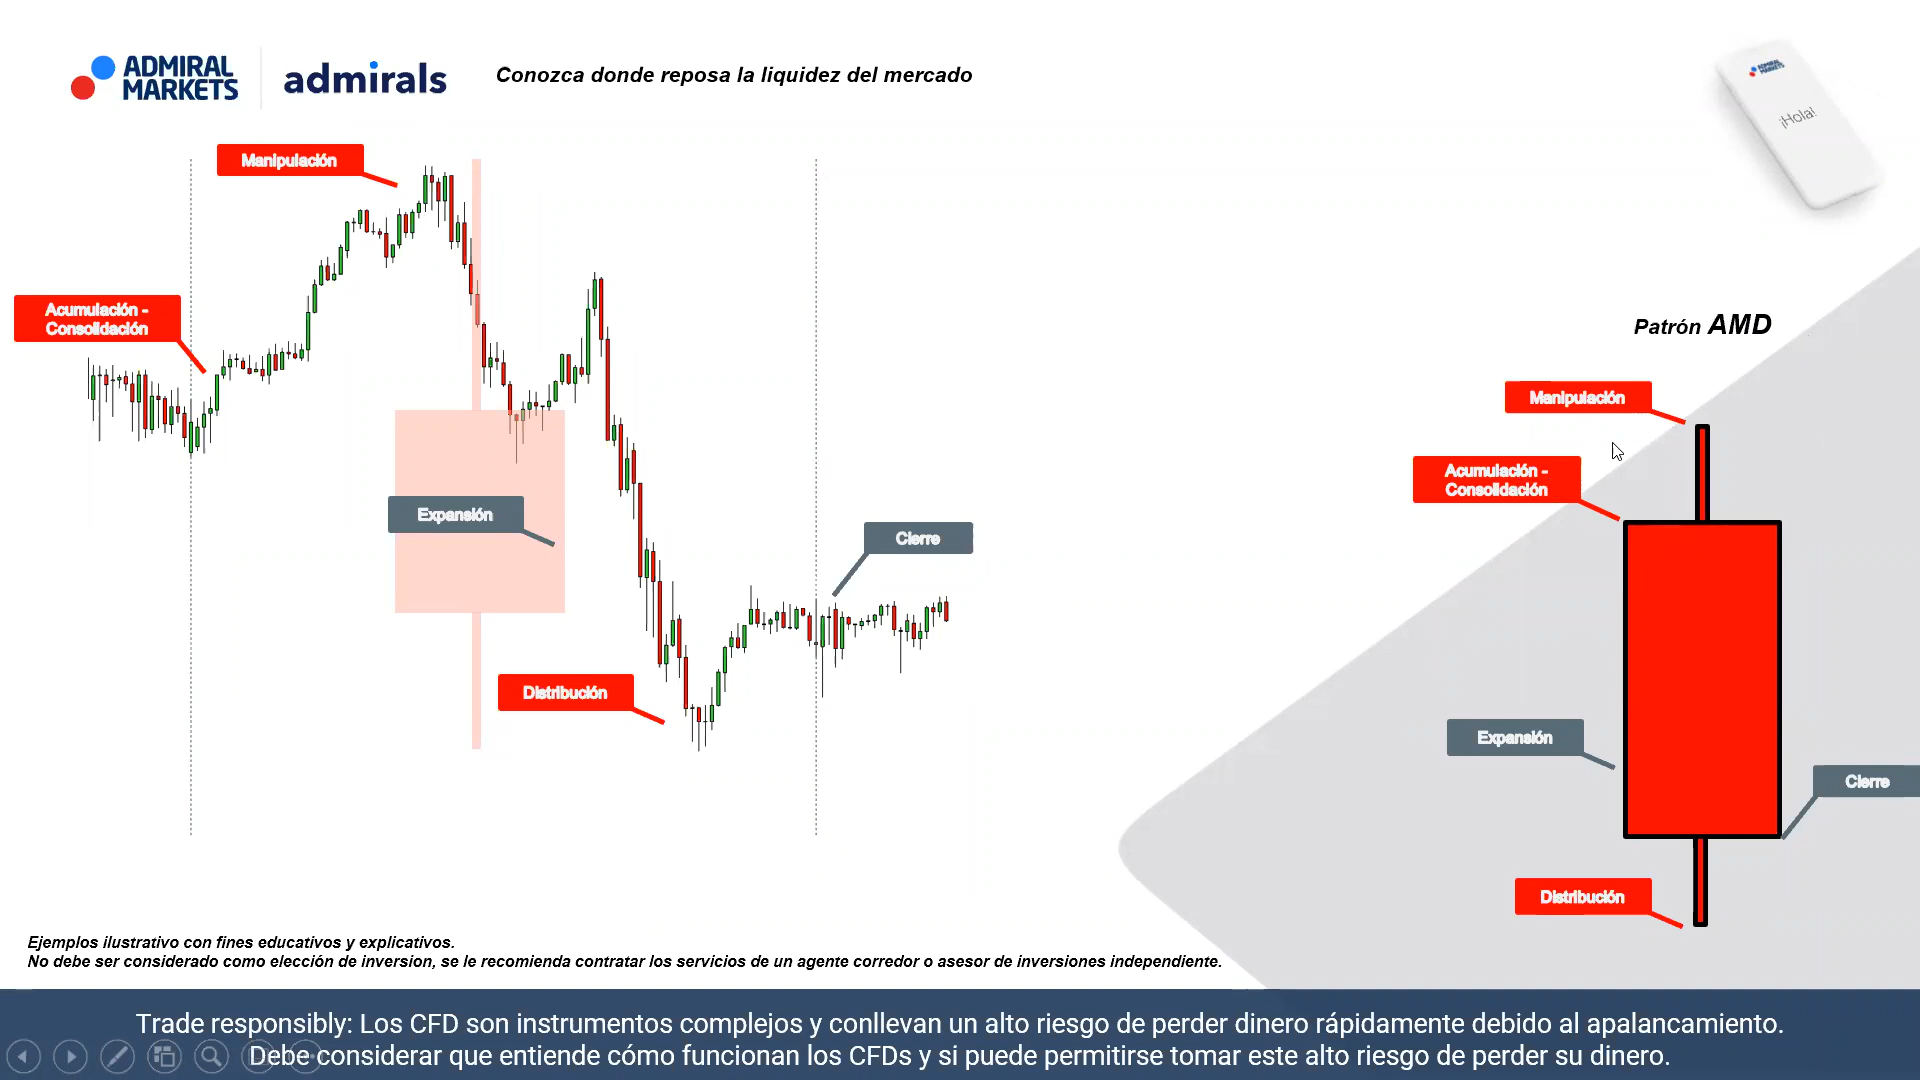 ADMIRAL
MARKETS
admirals
Conozca donde reposa la liquidez del mercado
ADMIRAL
MARKETS
¡Hola!
Manipulación
Acumulación -
Consolidación
Expansión
Cierre
Distribución
Patrón AMD
Manipulación
Acumulación -
Consolidación
Expansión
Cierre
Distribución
Ejemplos ilustrativo con fines educativos y explicativos.
No debe ser considerado como elección de inversion, se le recomienda contratar los servicios de un agente corredor o asesor de inversiones independiente.
Trade responsibly: Los CFD son instrumentos complejos y conllevan un alto riesgo de perder dinero rápidamente debido al apalancamiento.
Debe considerar que entiende cómo funcionan los CFDs y si puede permitirse tomar este alto riesgo de perder su dinero.